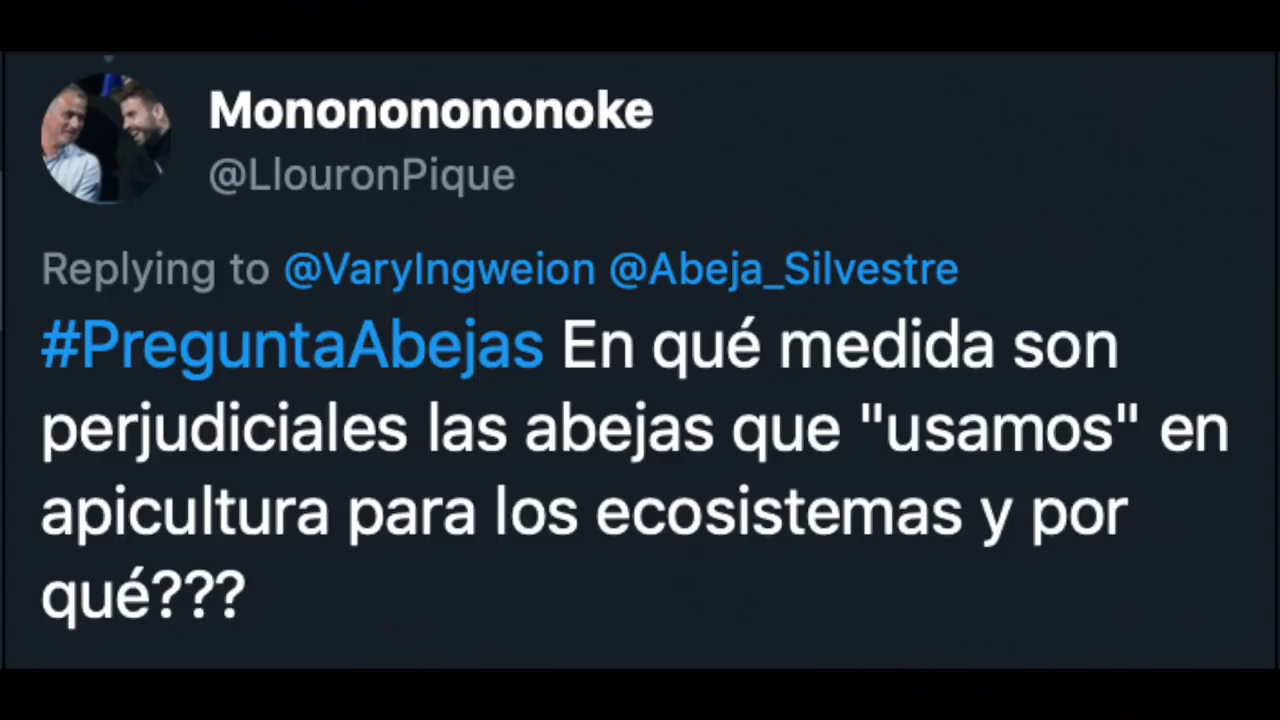 Monononononoke
@LlouronPique
Replying to @VaryIngweion @Abeja_Silvestre
#PreguntaAbejas En qué medida son
perjudiciales las abejas que "usamos" en
apicultura para los ecosistemas y por
qué???